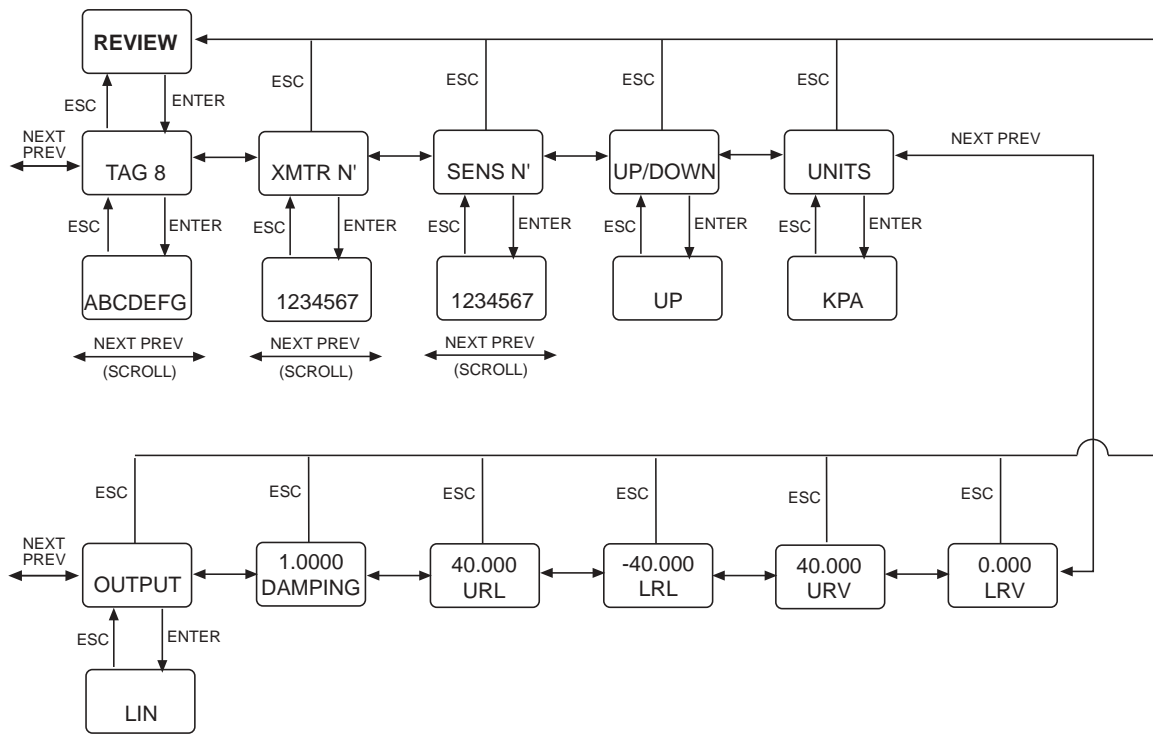 REVIEW
ESC
ENTER
ESC
ESC
ESC
ESC
NEXT
PREV
TAG 8
XMTR N'
SENS N'
UP/DOWN
UNITS
NEXT PREV
ESC
ENTER
ESC
ENTER
ESC
ENTER
ESC
ENTER
ESC
ENTER
ABCDEFG
1234567
1234567
UP
KPA
NEXT PREV
(SCROLL)
NEXT PREV
(SCROLL)
NEXT PREV
(SCROLL)
ESC
ESC
ESC
ESC
ESC
ESC
NEXT
PREV
OUTPUT
1.0000
DAMPING
40.000
URL
-40.000
LRL
40.000
URV
0.000
LRV
ESC
ENTER
LIN